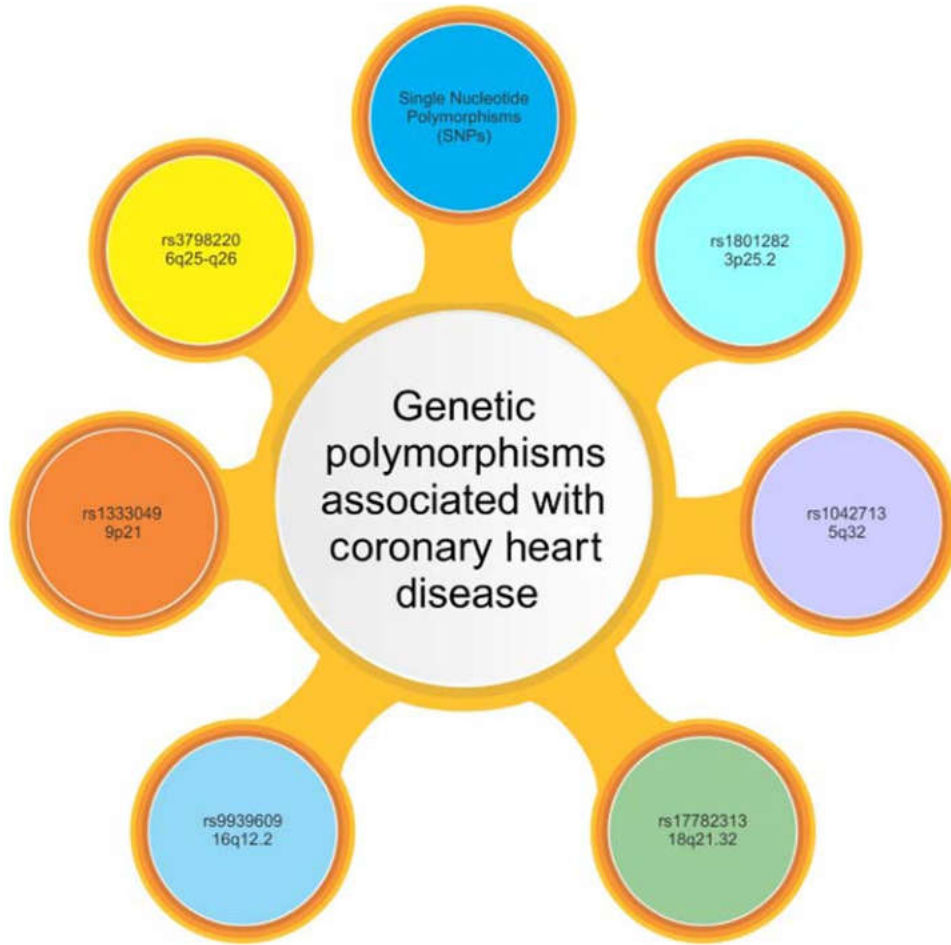 Single Nucleotide
Polymorphisms
(SNPs)
rs3798220
6q25-q26
rs1801282
3p25.2
Genetic
polymorphisms
associated with
coronary heart
disease
rs1333049
9p21
rs1042713
5q32
rs9939609
16q12.2
rs17782313
18q21.32